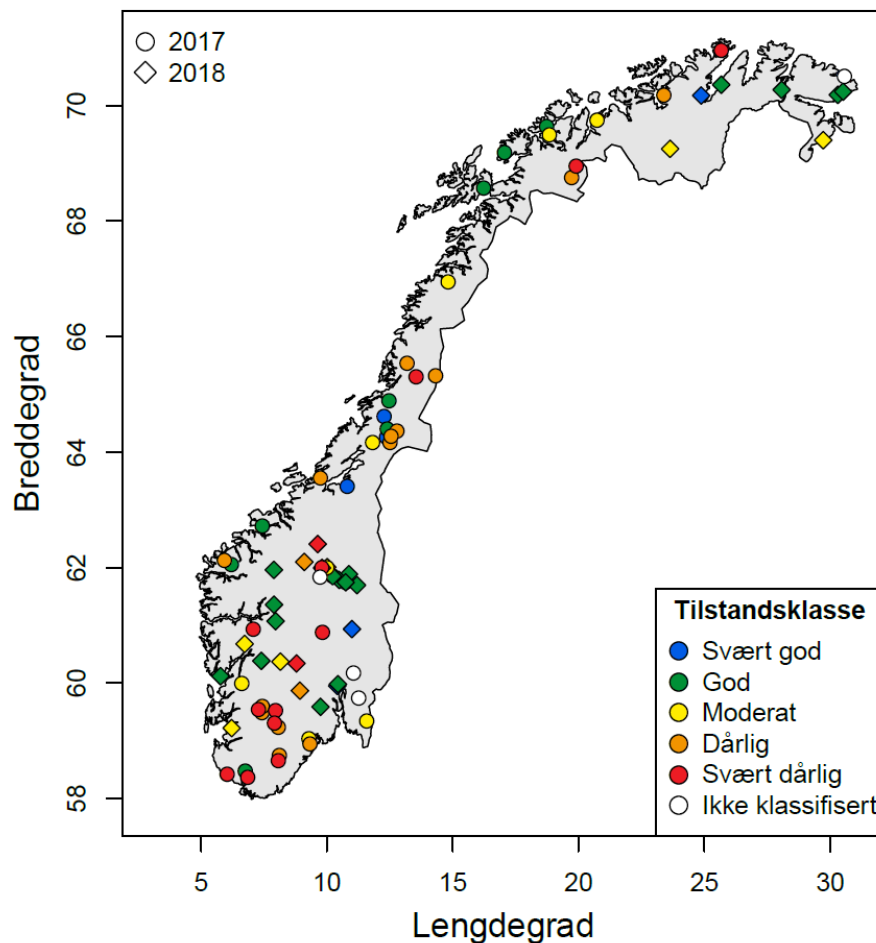 2017
2018
70
68
66
64
62
60
58
Breddegrad
Tilstandsklasse
Svært god
God
Moderat
Dårlig
Svært dårlig
Ikke klassifisert
5 10 15 20 25 30
Lengdegrad